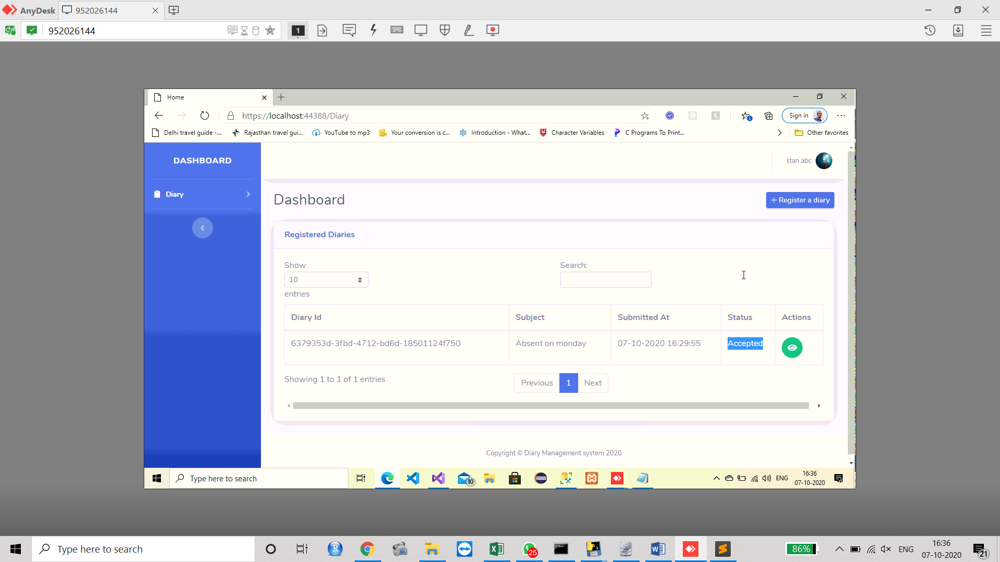 AnyDesk
952026144
952026144
1
Home
https://localhost:44388/Diary
Sign in
Delhi travel guide -...
Rajasthan travel gui...
YouTube to mp3
Your conversion is c...
Introduction - What...
Character Variables
C Programs To Print...
Other favorites
DASHBOARD
stan abc
Diary
Dashboard
+ Register a diary
Registered Diaries
Show
Search:
10
entries
Diary Id Subject Submitted At Status Actions
6379353d-3fbd-4712-bd6d-18501124f750 Absent on monday 07-10-2020 16:29:55 Accepted
Showing 1 to 1 of 1 entries
Previous 1 Next
Copyright © Diary Management system 2020
Type here to search
10
ENG
16:36
07-10-2020
Type here to search
25
86%
ENG
16:36
07-10-2020
21